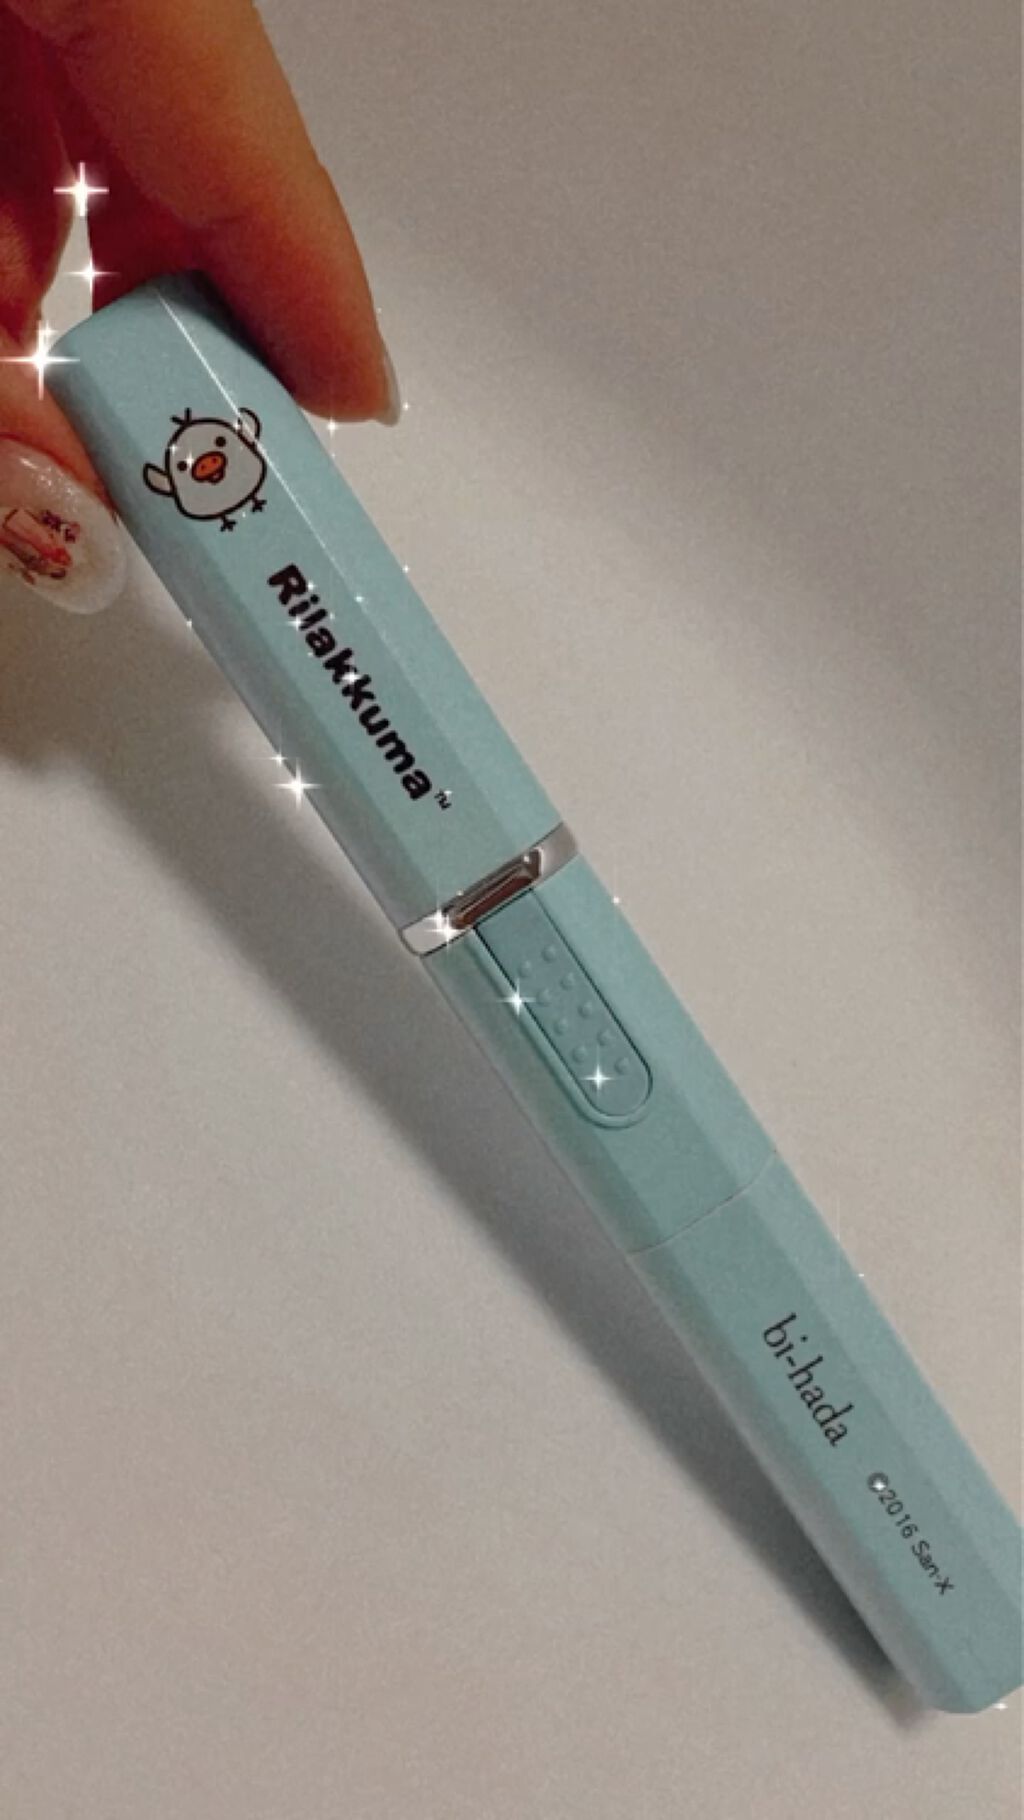 Rilakkuma™
bi-hada
©2016 San-X